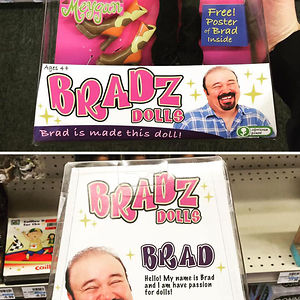 Meygan
Free!
Poster
of Brad
Inside
Ages 4+
BRADZ
DOLLS
Brad is made this doll!
BRADZ
DOLLS
BRAD
Hello! My name is Brad
and I am have passion
for dolls!